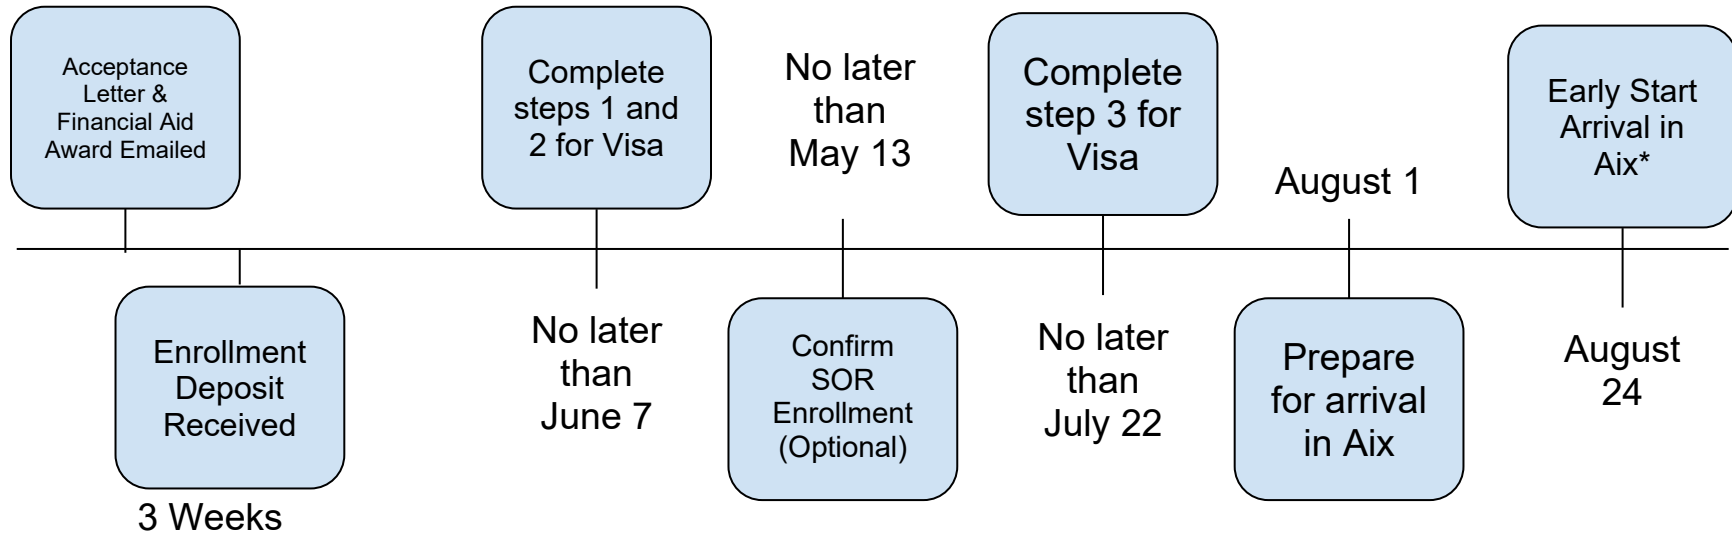 Acceptance
Letter &
Financial Aid
Award Emailed
Enrollment
Deposit
Received
3 Weeks
Complete
steps 1 and
2 for Visa
No later
than
June 7
No later
than
May 13
Confirm
SOR
Enrollment
(Optional)
Complete
step 3 for
Visa
No later
than
July 22
August 1
Prepare
for arrival
in Aix
Early Start
Arrival in
Aix*
August
24